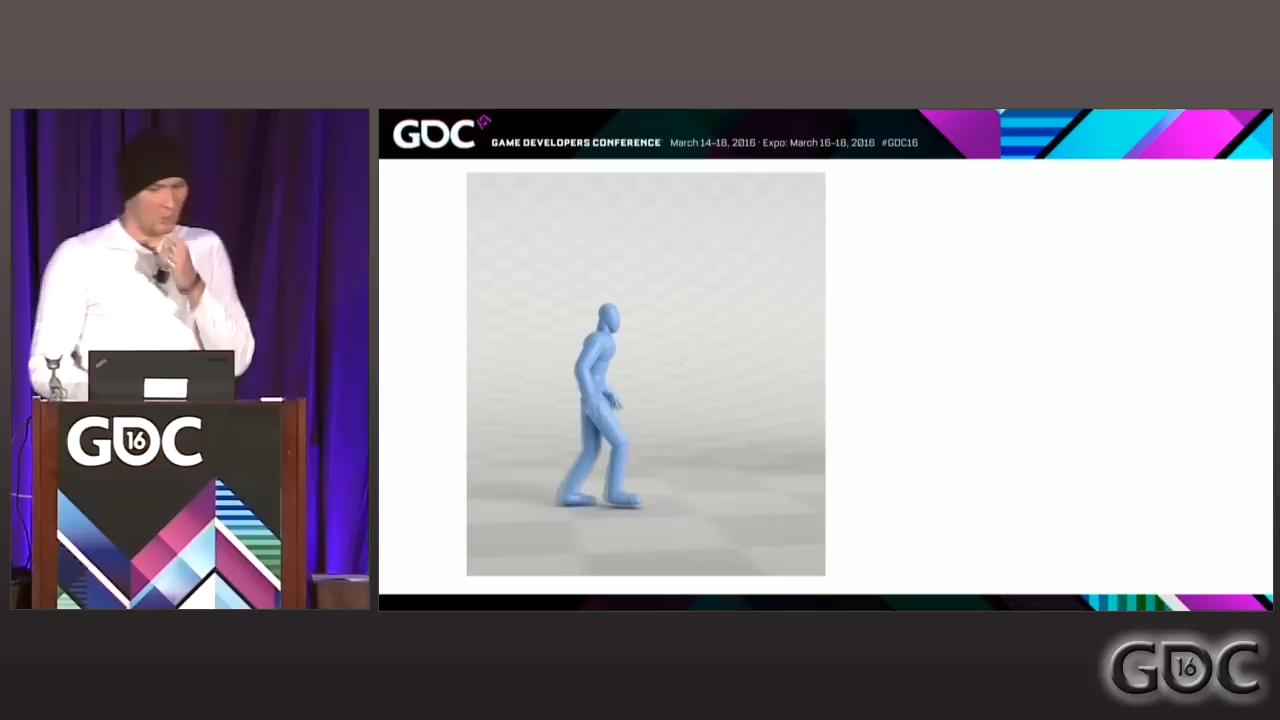 GDC
GAME DEVELOPERS CONFERENCE March 14-18, 2016 · Expo: March 16-18, 2016 #GDC16
GDC
16
GDC
16